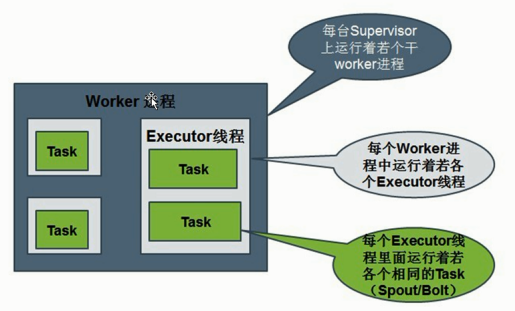 每台Supervisor
上运行着若个干
worker进程
Worker 进程
Executor线程
Task
Task
Task
Task
每个Worker进
程中运行着若各
个Executor线程
每个Executor线
程里面运行着若
各个相同的Task
（Spout/Bolt）